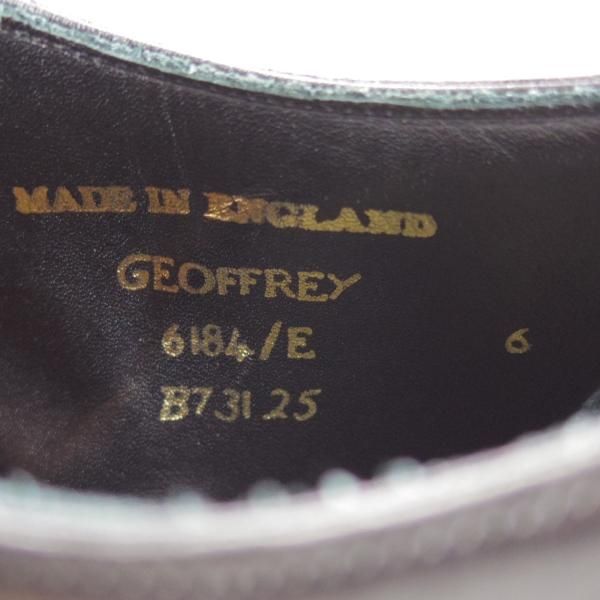 MADE IN ENGLAND
GEOFFREY
6184/E 6
B73125